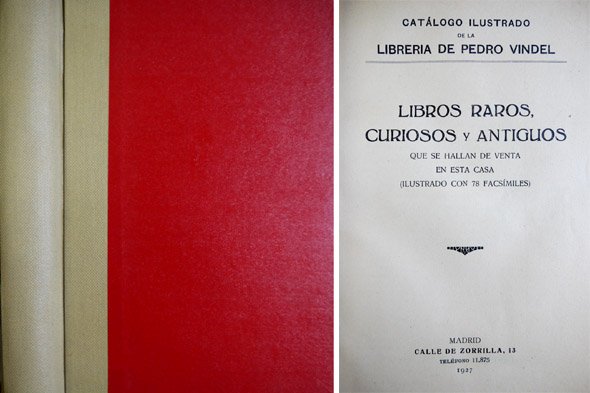 CATÁLOGO ILUSTRADO
DE LA
LIBRERIA DE PEDRO VINDEL
LIBROS RAROS,
CURIOSOS Y ANTIGUOS
QUE SE HALLAN DE VENTA
EN ESTA CASA
(ILUSTRADO CON 78 FACSÍMILES)
MADRID
CALLE DE ZORRILLA, 13
TELÉFONO 11.875
1927